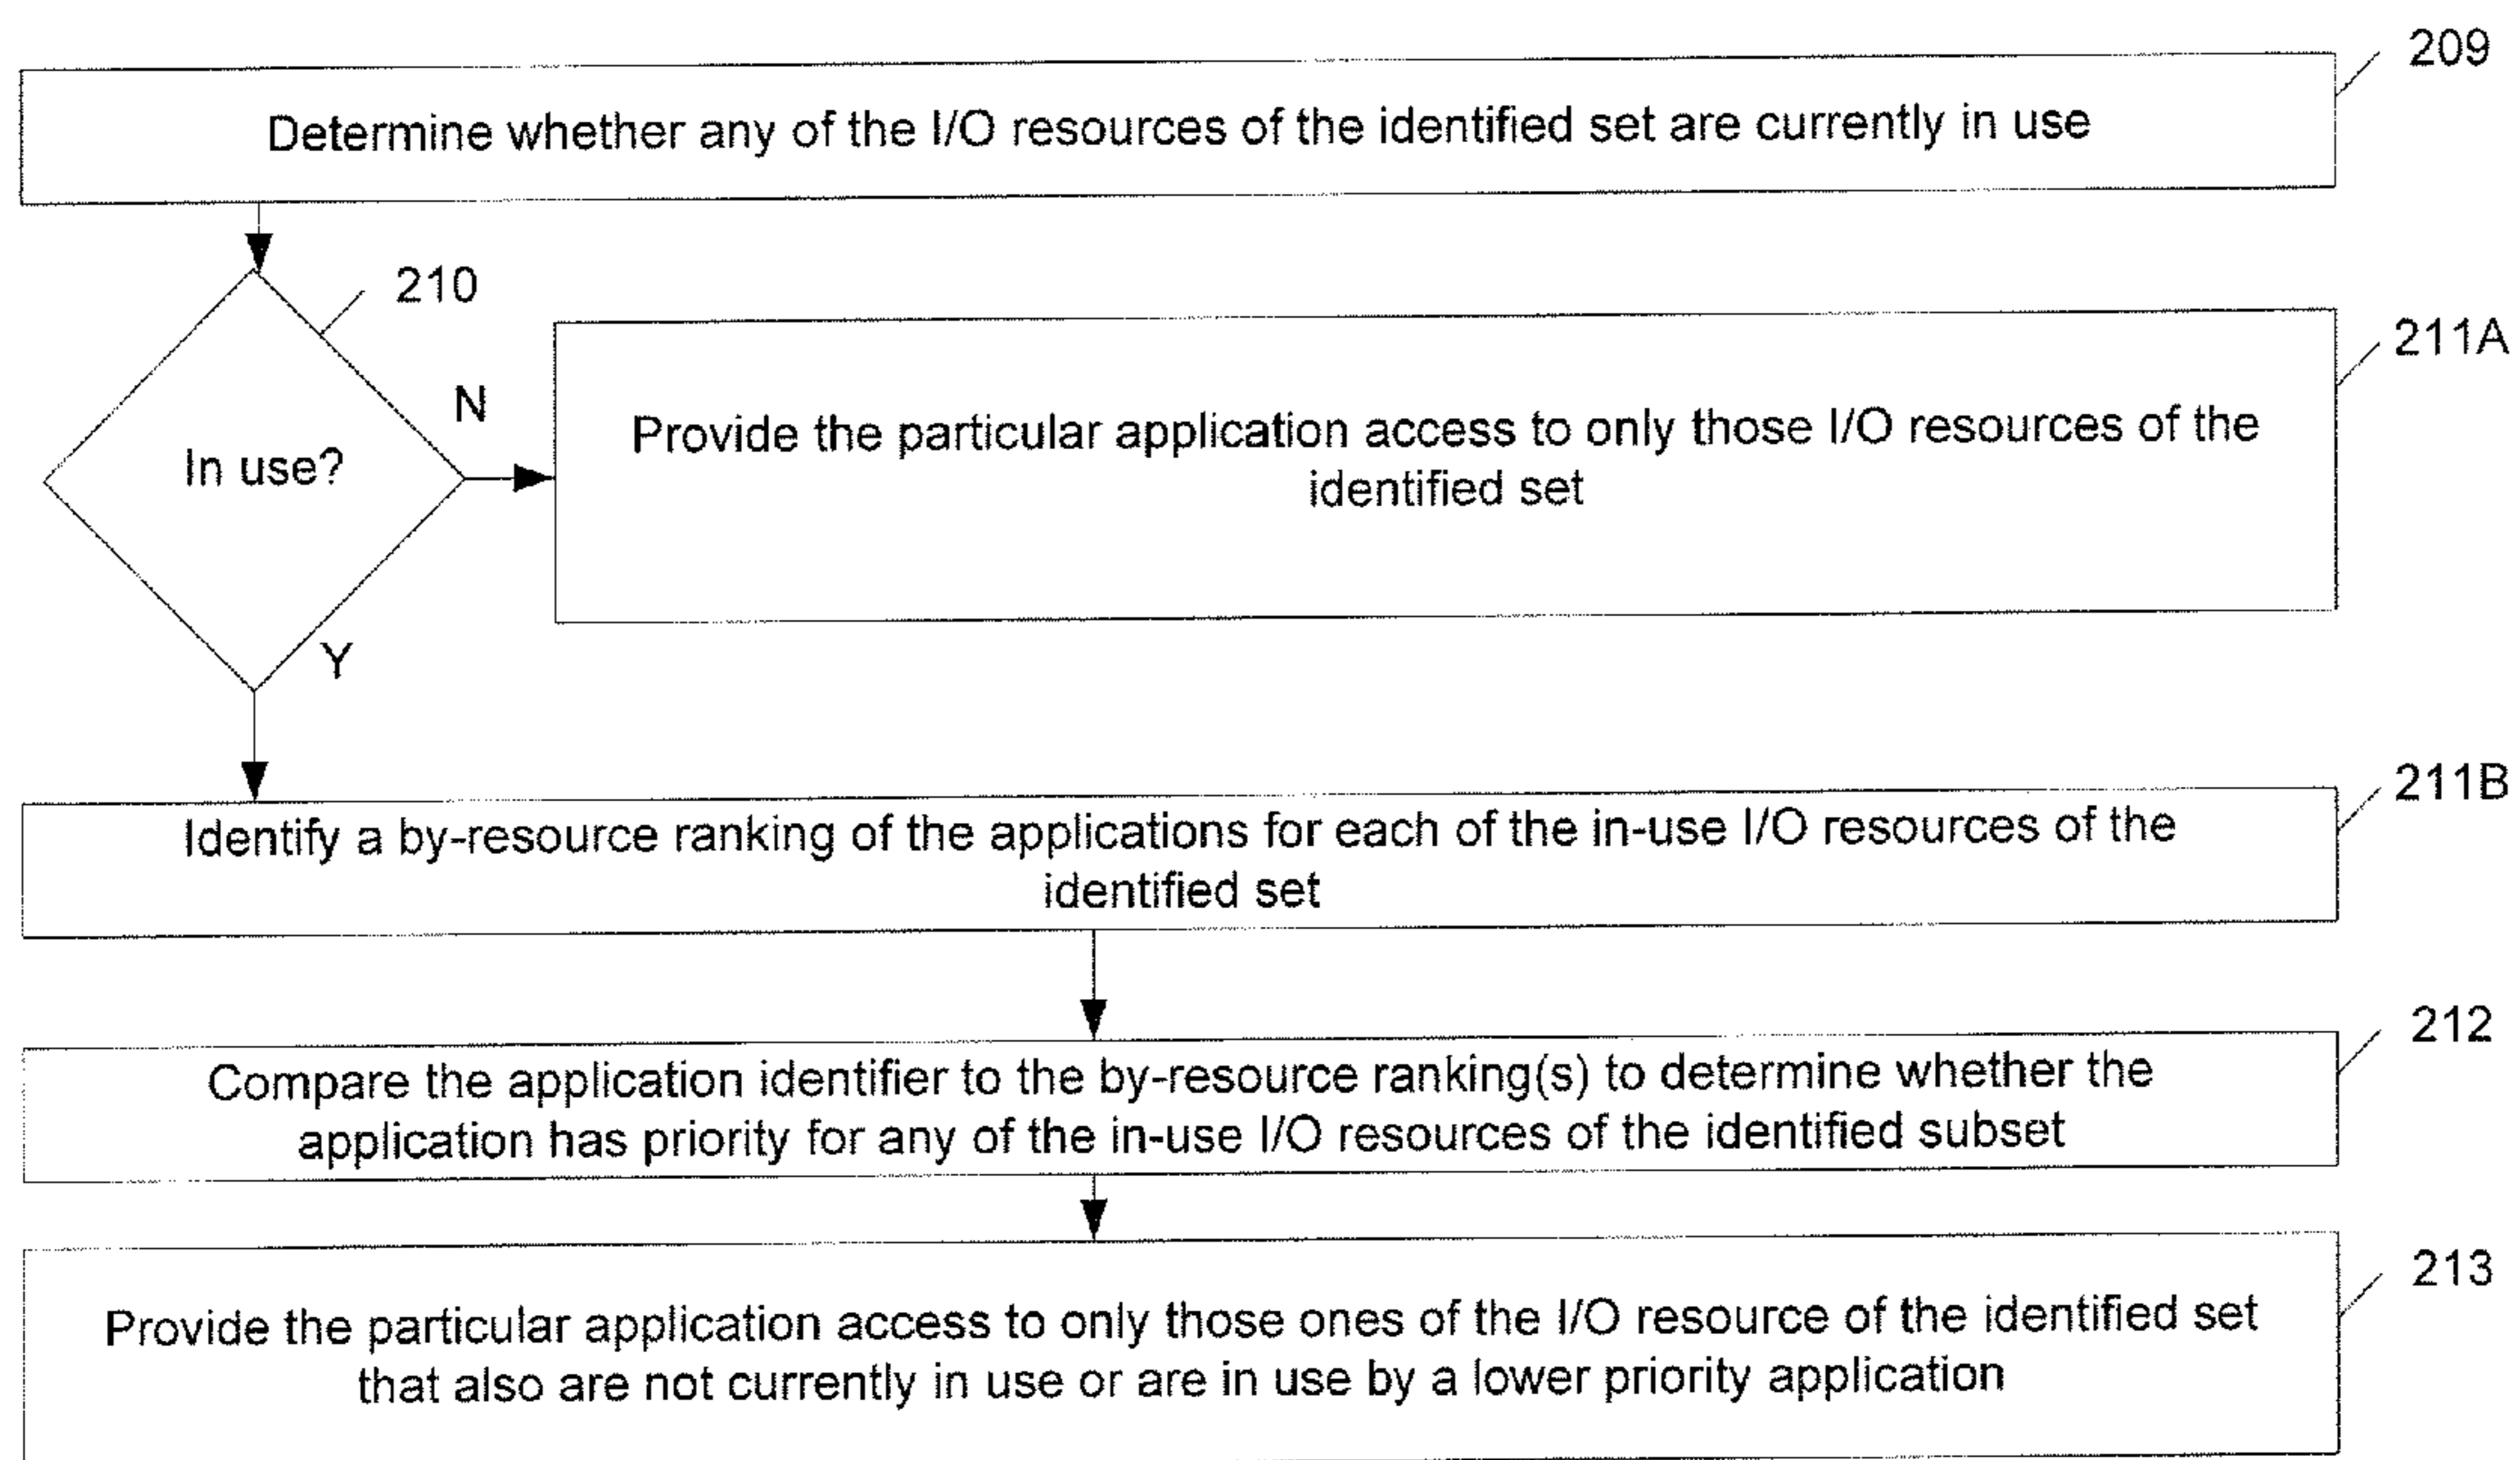 209
Determine whether any of the I/O resources of the identified set are currently in use
210
211A
N
Provide the particular application access to only those I/O resources of the
identified set
In use?
Y
211B
Identify a by-resource ranking of the applications for each of the in-use I/O resources of the
identified set
212
Compare the application identifier to the by-resource ranking(s) to determine whether the
application has priority for any of the in-use I/O resources of the identified subset
213
Provide the particular application access to only those ones of the I/O resource of the identified set
that also are not currently in use or are in use by a lower priority application